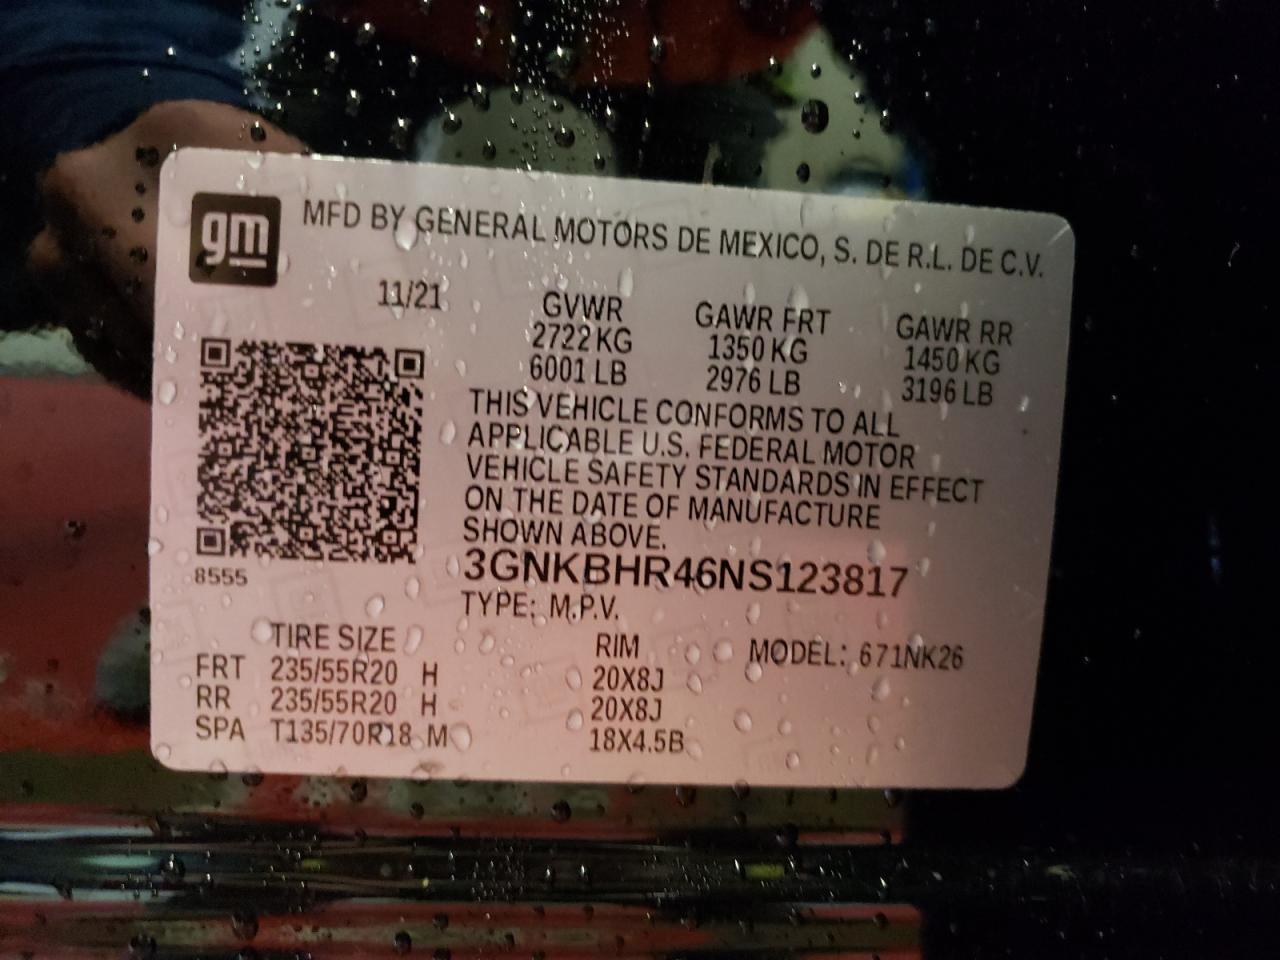 gm
MFD BY GENERAL MOTORS DE MEXICO, S. DE R.L. DE C.V.
11/21
GVWR GAWR FRT GAWR RR
2722 KG 1350 KG 1450 KG
6001 LB 2976 LB 3196 LB
THIS VEHICLE CONFORMS TO ALL
APPLICABLE U.S. FEDERAL MOTOR
VEHICLE SAFETY STANDARDS IN EFFECT
ON THE DATE OF MANUFACTURE
SHOWN ABOVE.
8555
3GNKBHR46NS123817
TYPE: M.P.V.
TIRE SIZE RIM MODEL: 671NK26
FRT 235/55R20 H 20X8J
RR 235/55R20 H 20X8J
SPA T135/70R18 M 18X4.5B